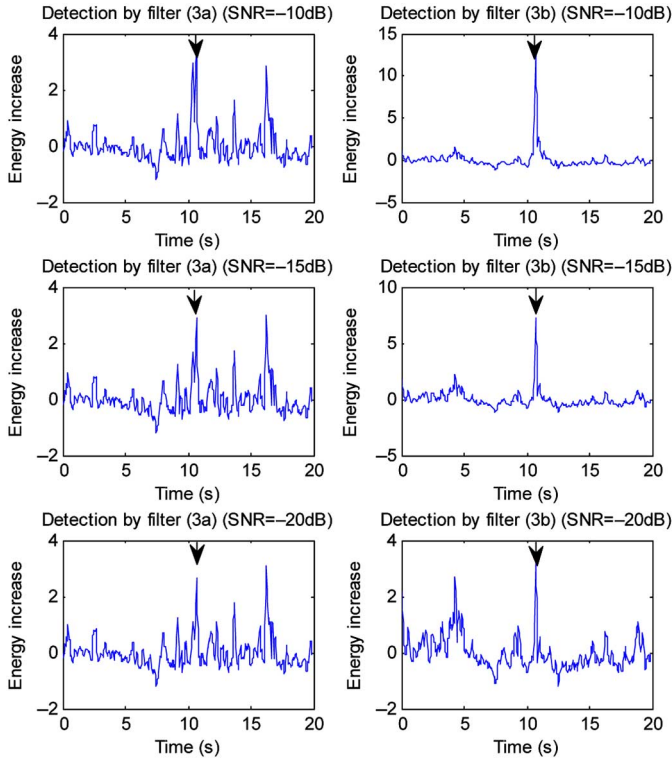 Detection by filter (3a) (SNR=–10dB)
4
2
0
–2
0 5 10 15 20
Energy increase
Time (s)
Detection by filter (3b) (SNR=–10dB)
15
10
5
0
–5
0 5 10 15 20
Energy increase
Time (s)
Detection by filter (3a) (SNR=–15dB)
4
2
0
–2
0 5 10 15 20
Energy increase
Time (s)
Detection by filter (3b) (SNR=–15dB)
10
5
0
–5
0 5 10 15 20
Energy increase
Time (s)
Detection by filter (3a) (SNR=–20dB)
4
2
0
–2
0 5 10 15 20
Energy increase
Time (s)
Detection by filter (3b) (SNR=–20dB)
4
2
0
–2
0 5 10 15 20
Energy increase
Time (s)